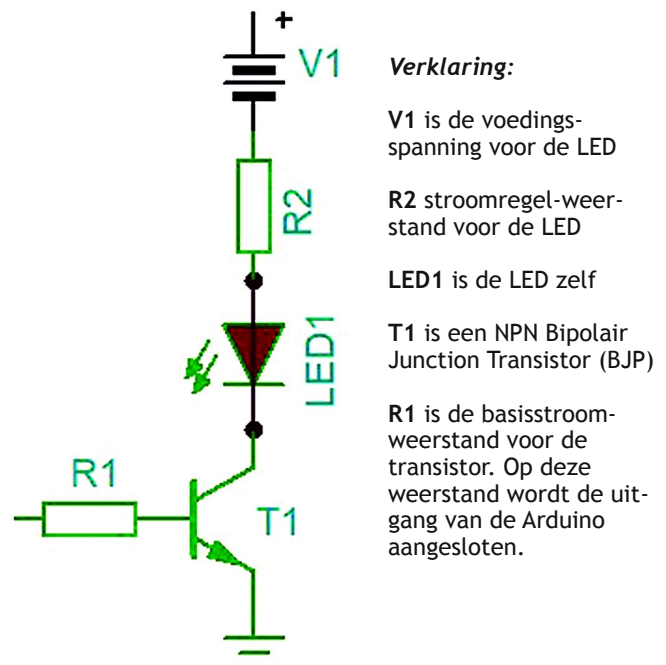 +
V1
R2
LED1
R1
T1
Verklaring:
V1 is de voedings-
spanning voor de LED
R2 stroomregel-weer-
stand voor de LED
LED1 is de LED zelf
T1 is een NPN Bipolair
Junction Transistor (BJP)
R1 is de basisstroom-
weerstand voor de
transistor. Op deze
weerstand wordt de uit-
gang van de Arduino
aangesloten.